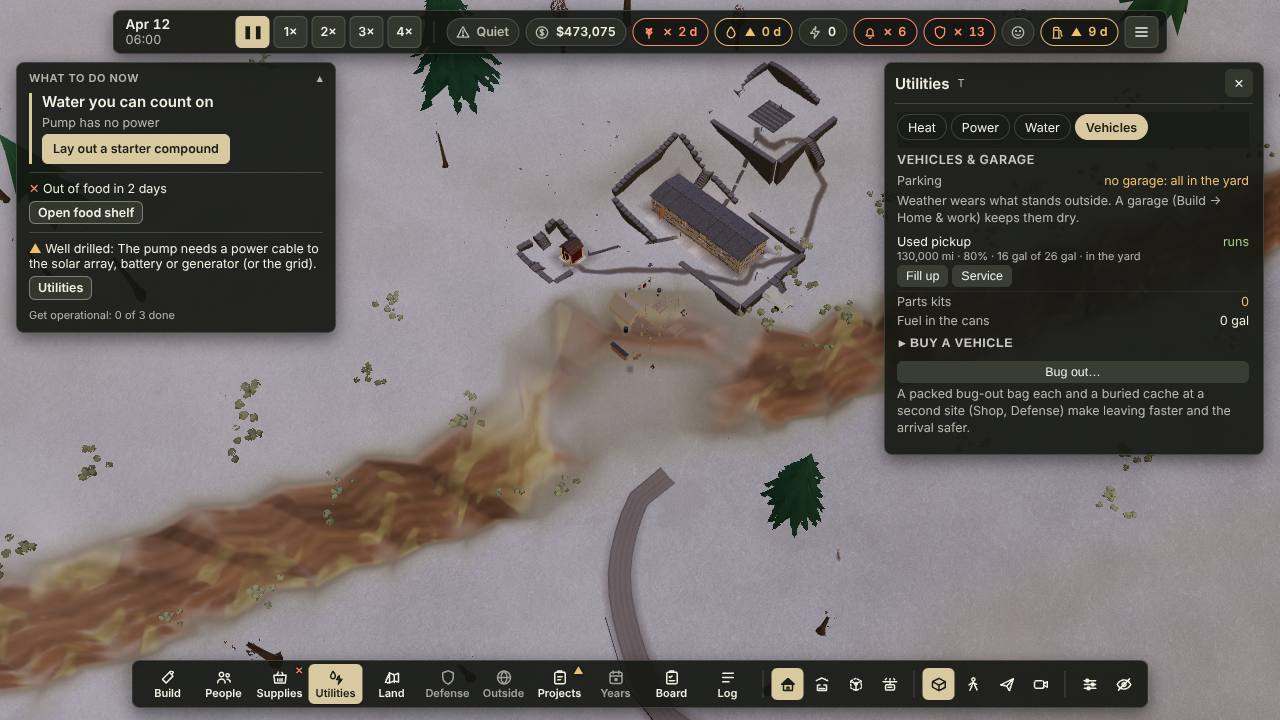 Apr 12
06:00
1×
2×
3×
4×
Quiet
$473,075
× 2 d
0 d
0
× 6
× 13
9 d
WHAT TO DO NOW
Water you can count on
Pump has no power
Lay out a starter compound
× Out of food in 2 days
Open food shelf
Well drilled: The pump needs a power cable to
the solar array, battery or generator (or the grid).
Utilities
Get operational: 0 of 3 done
Utilities T
Heat
Power
Water
Vehicles
VEHICLES & GARAGE
Parking no garage: all in the yard
Weather wears what stands outside. A garage (Build →
Home & work) keeps them dry.
Used pickup runs
130,000 mi · 80% · 16 gal of 26 gal · in the yard
Fill up
Service
Parts kits 0
Fuel in the cans 0 gal
▸ BUY A VEHICLE
Bug out…
A packed bug-out bag each and a buried cache at a
second site (Shop, Defense) make leaving faster and the
arrival safer.
Build
People
Supplies
Utilities
Land
Defense
Outside
Projects
Years
Board
Log